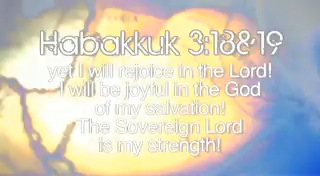 Habakkuk 3:18&19
yet I will rejoice in the Lord!
I will be joyful in the God
of my salvation!
The Sovereign Lord
is my strength!